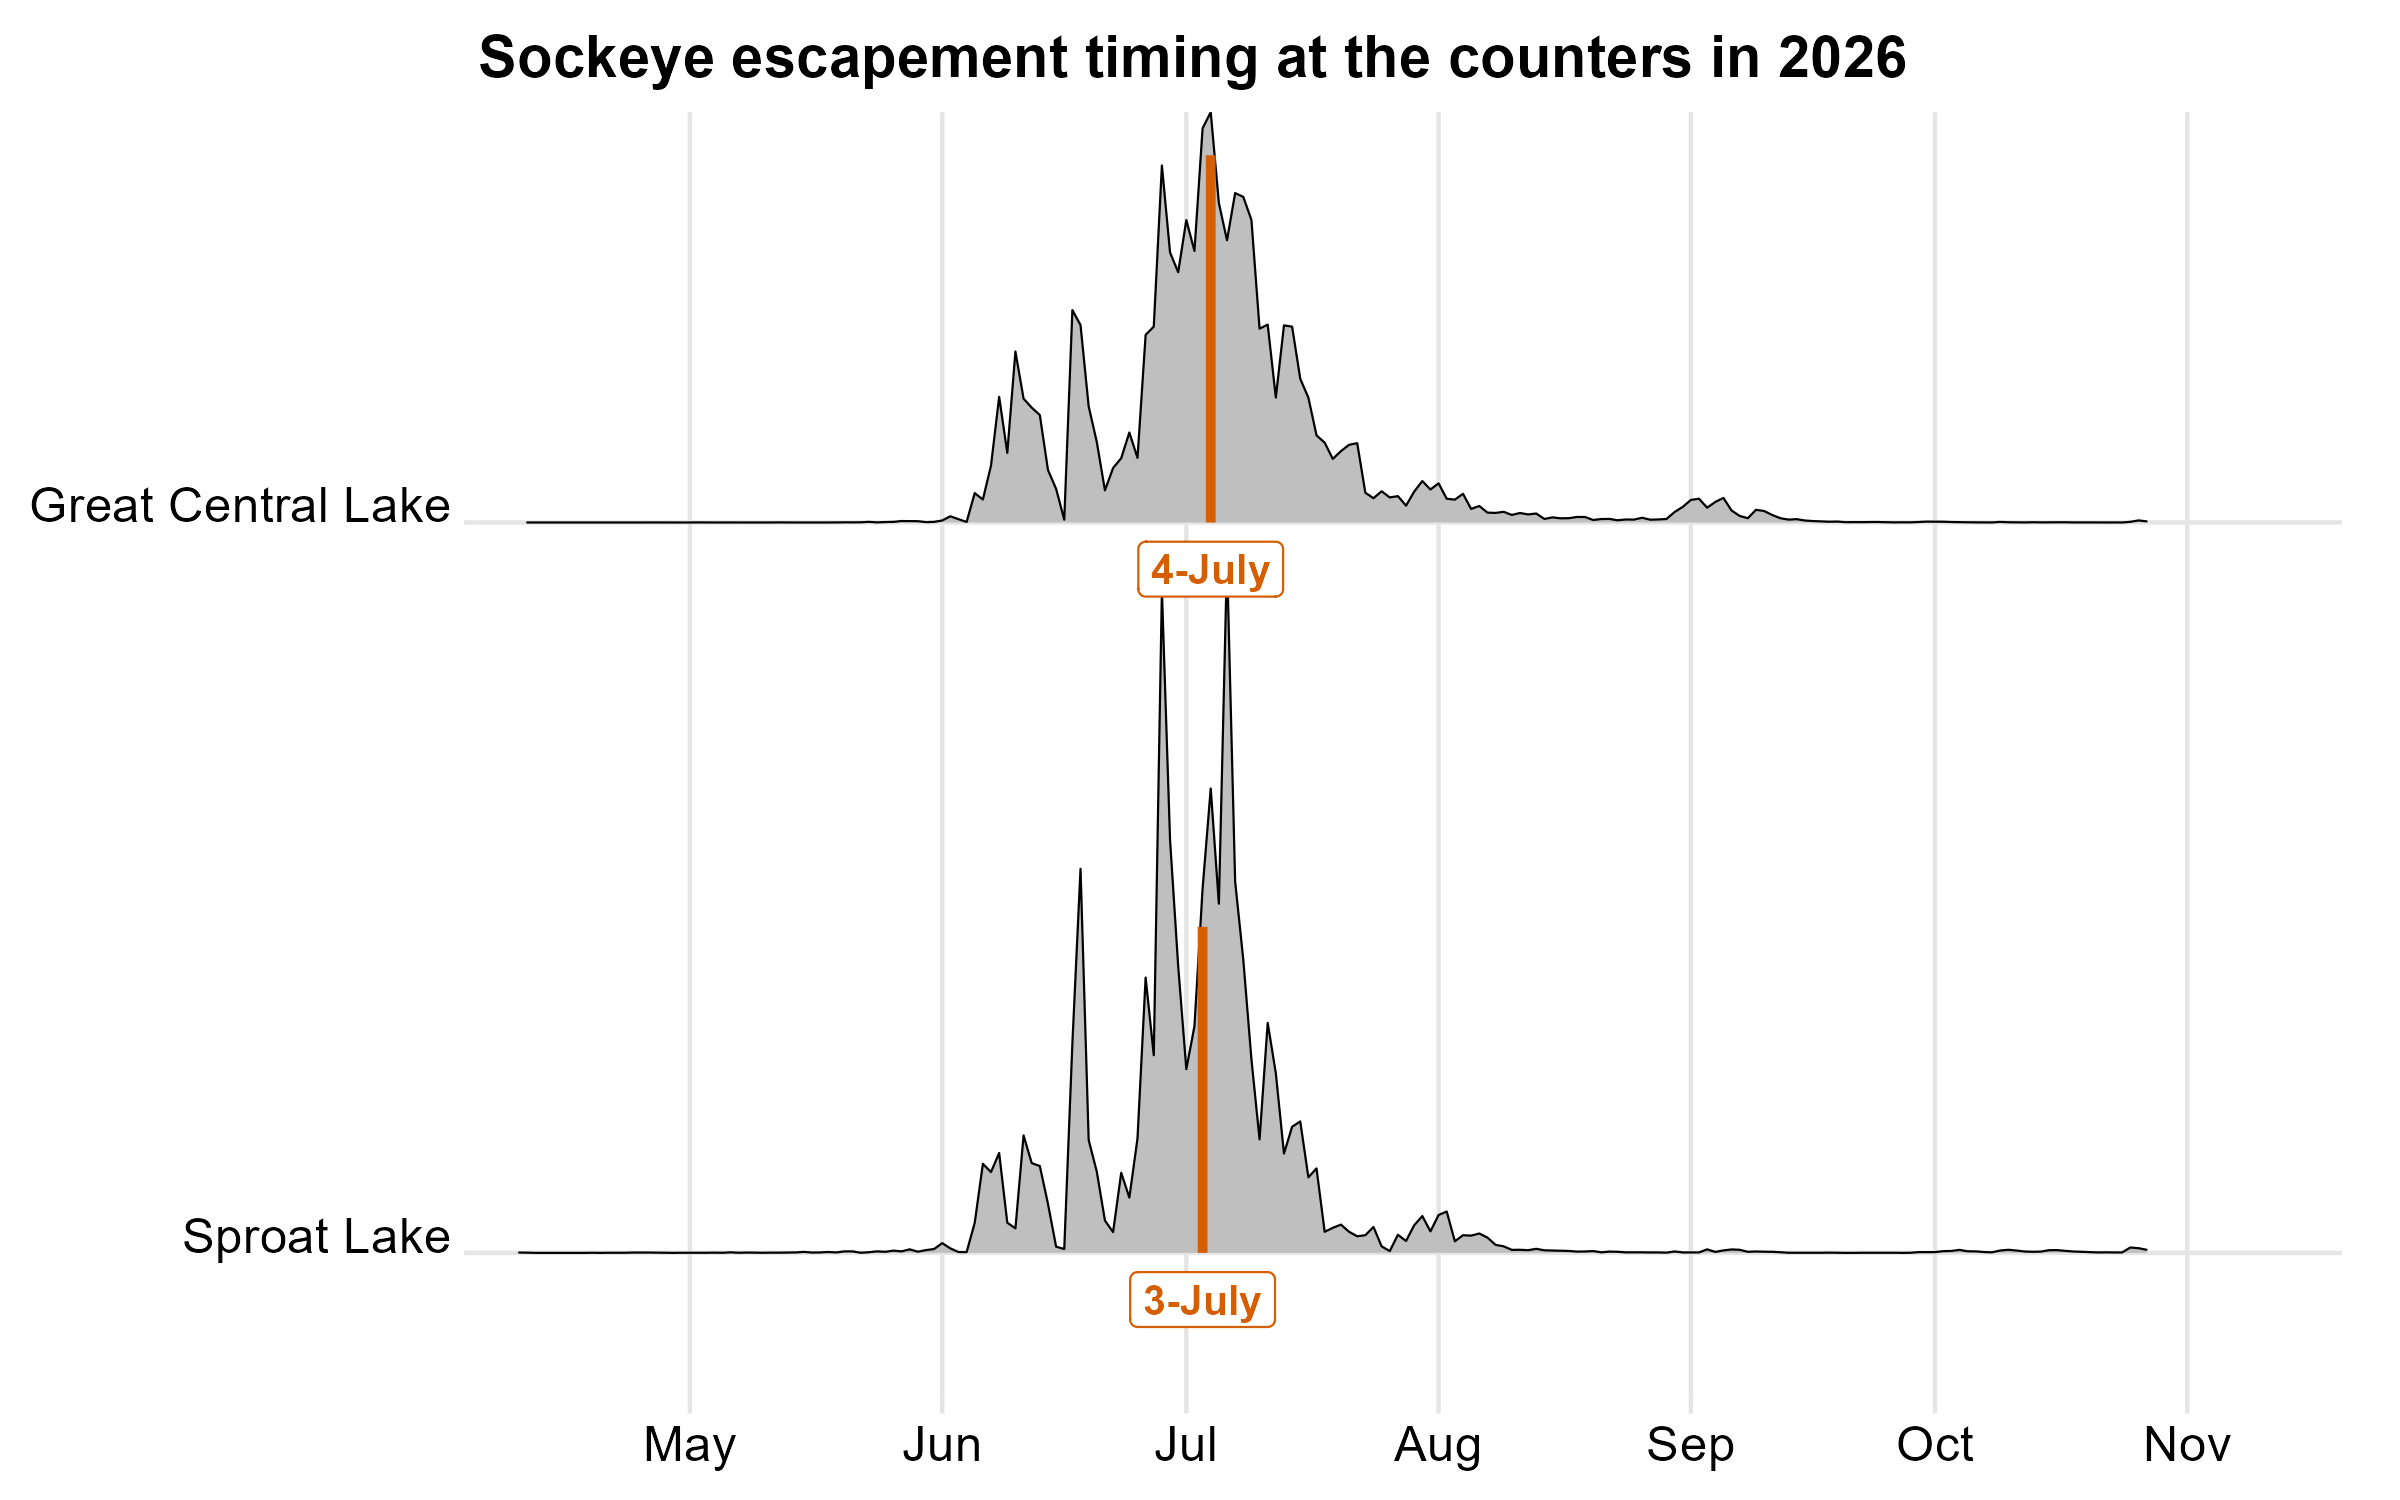 Sockeye escapement timing at the counters in 2026
Great Central Lake
4-July
Sproat Lake
3-July
May Jun Jul Aug Sep Oct Nov